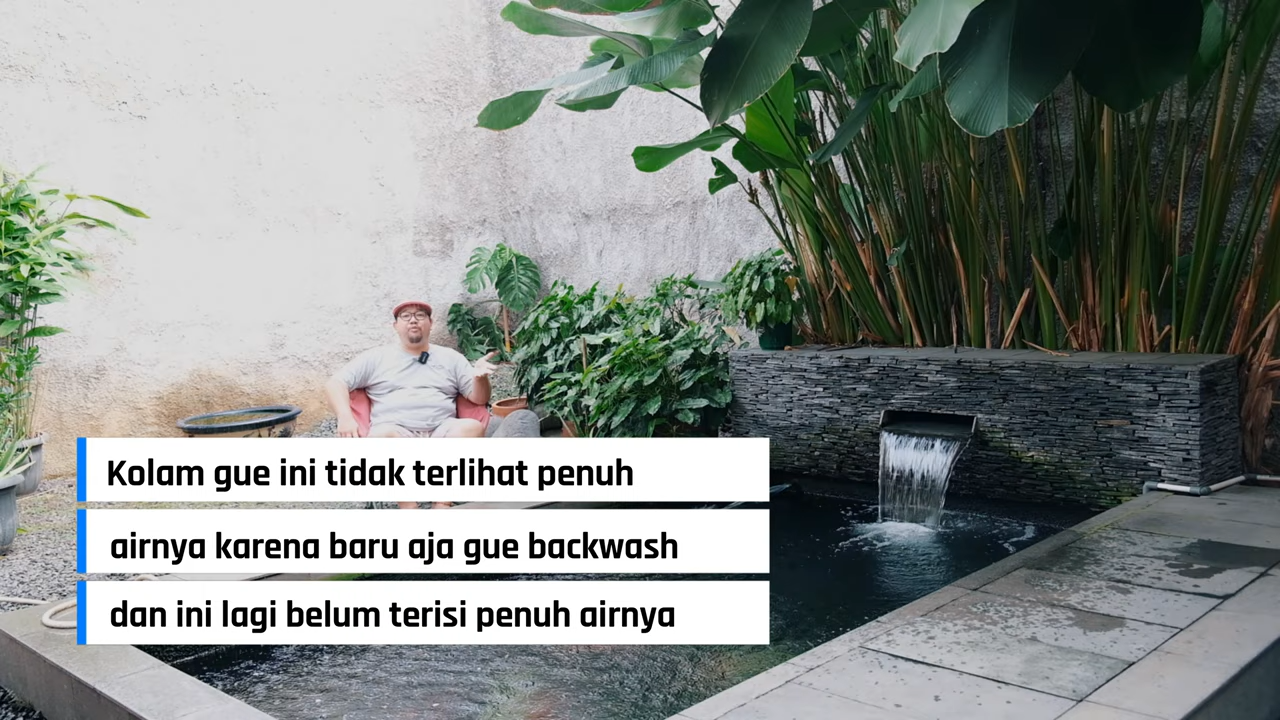 Kolam gue ini tidak terlihat penuh
airnya karena baru aja gue backwash
dan ini lagi belum terisi penuh airnya